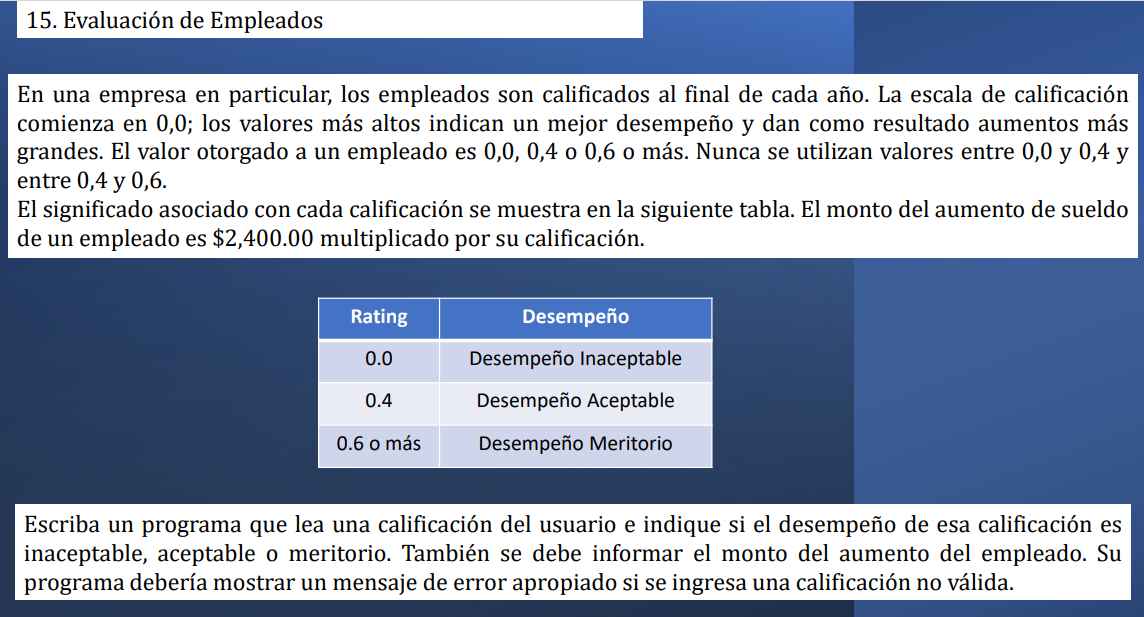 15. Evaluación de Empleados
En una empresa en particular, los empleados son calificados al final de cada año. La escala de calificación
comienza en 0,0; los valores más altos indican un mejor desempeño y dan como resultado aumentos más
grandes. El valor otorgado a un empleado es 0,0, 0,4 o 0,6 o más. Nunca se utilizan valores entre 0,0 y 0,4 y
entre 0,4 y 0,6.
El significado asociado con cada calificación se muestra en la siguiente tabla. El monto del aumento de sueldo
de un empleado es $2,400.00 multiplicado por su calificación.
Rating Desempeño
0.0 Desempeño Inaceptable
0.4 Desempeño Aceptable
0.6 o más Desempeño Meritorio
Escriba un programa que lea una calificación del usuario e indique si el desempeño de esa calificación es
inaceptable, aceptable o meritorio. También se debe informar el monto del aumento del empleado. Su
programa debería mostrar un mensaje de error apropiado si se ingresa una calificación no válida.